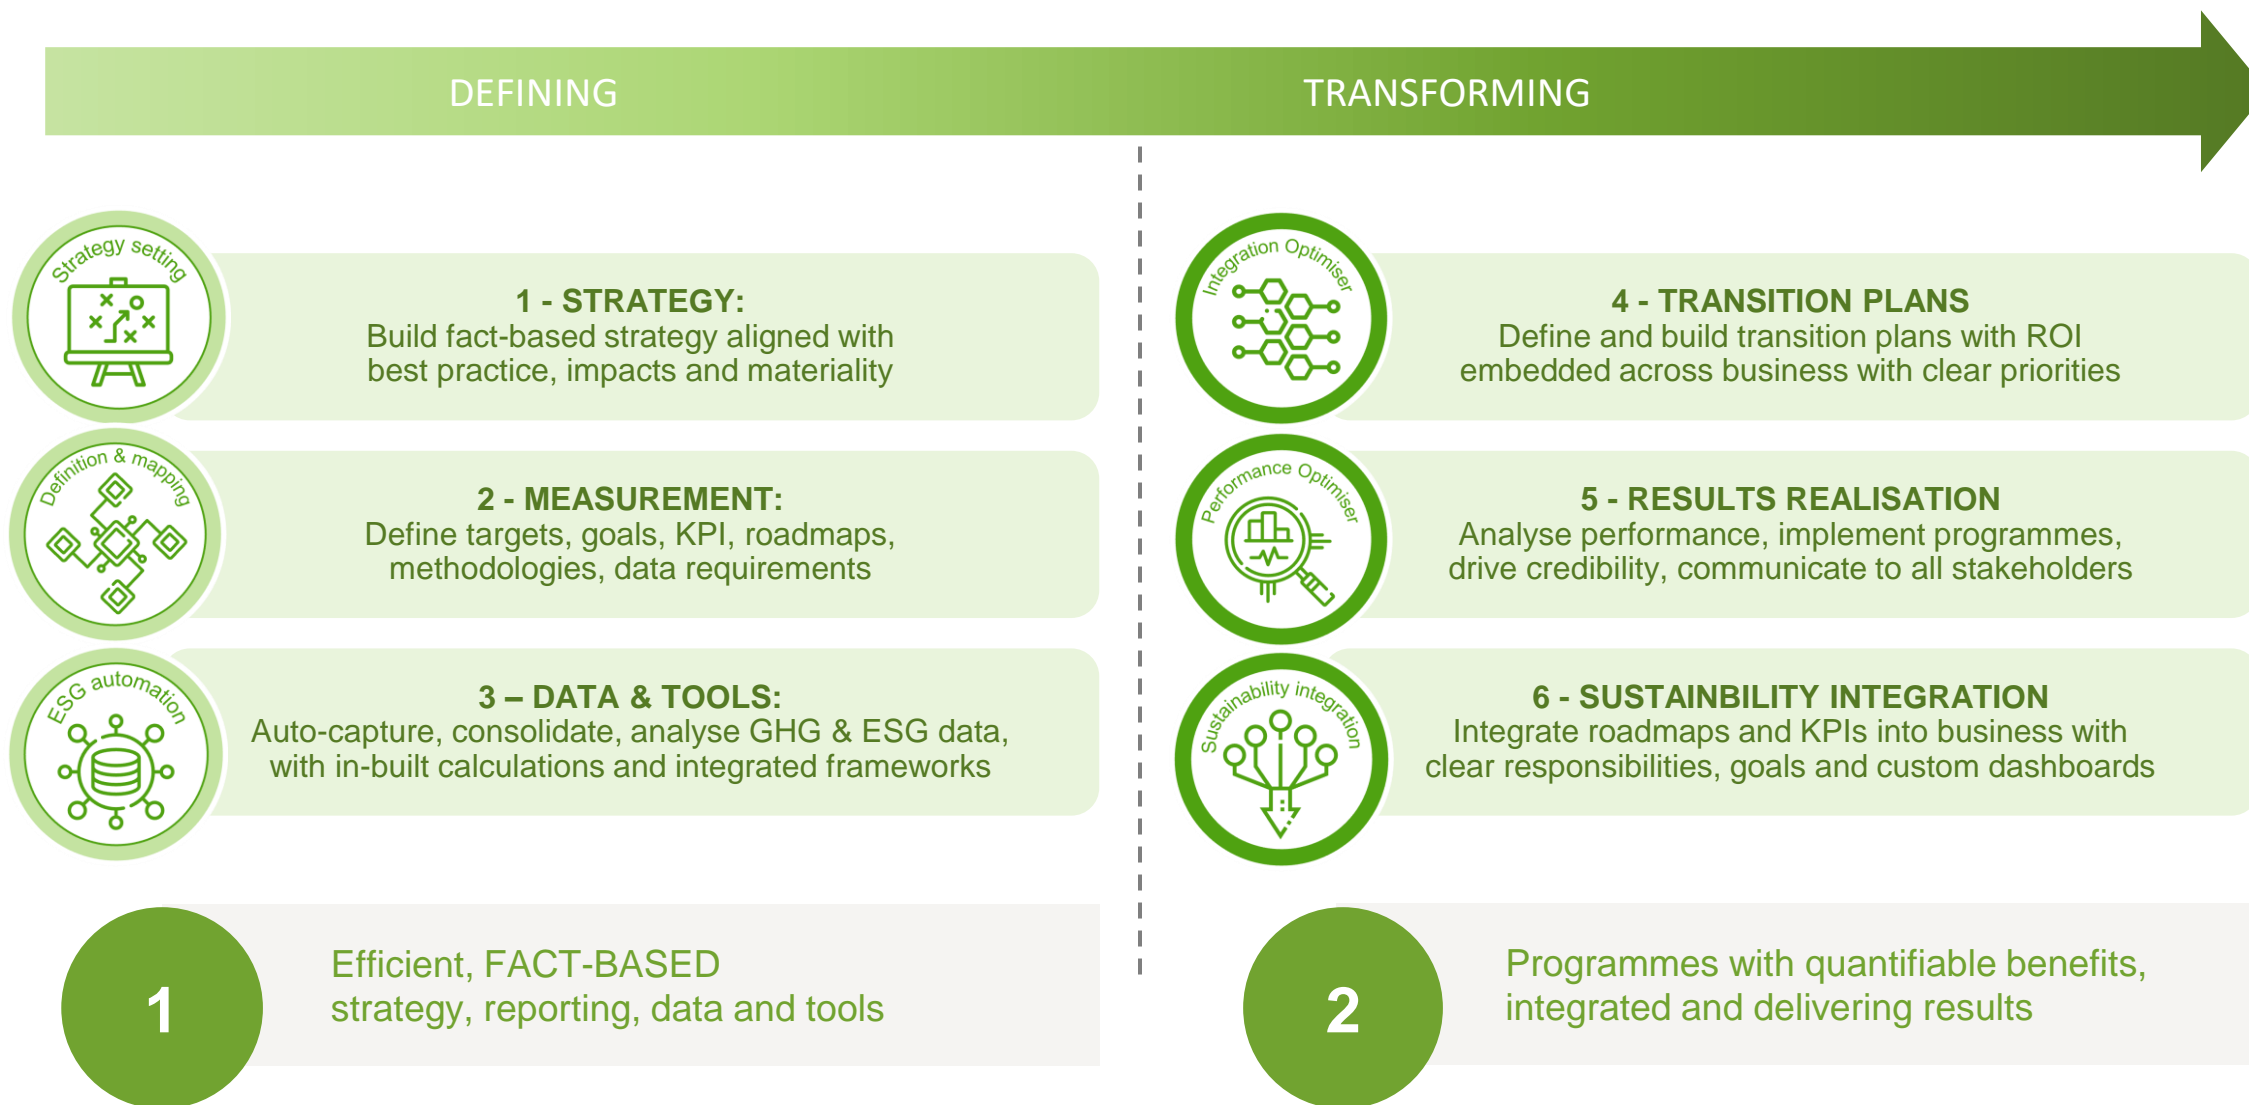 DEFINING
TRANSFORMING
Strategy setting
1 - STRATEGY:
Build fact-based strategy aligned with
best practice, impacts and materiality
Definition & mapping
2 - MEASUREMENT:
Define targets, goals, KPI, roadmaps,
methodologies, data requirements
ESG automation
3 – DATA & TOOLS:
Auto-capture, consolidate, analyse GHG & ESG data,
with in-built calculations and integrated frameworks
1
Efficient, FACT-BASED
strategy, reporting, data and tools
Integration Optimiser
4 - TRANSITION PLANS
Define and build transition plans with ROI
embedded across business with clear priorities
Performance Optimiser
5 - RESULTS REALISATION
Analyse performance, implement programmes,
drive credibility, communicate to all stakeholders
Sustainability integration
6 - SUSTAINBILITY INTEGRATION
Integrate roadmaps and KPIs into business with
clear responsibilities, goals and custom dashboards
2
Programmes with quantifiable benefits,
integrated and delivering results